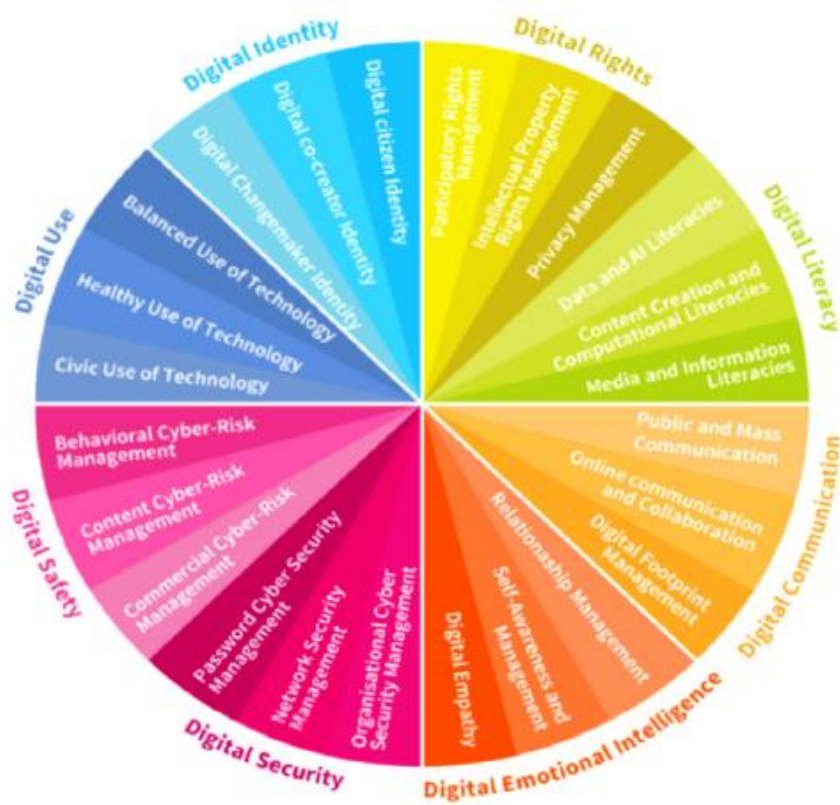 Digital Identity
Digital citizen Identity
Digital co-creator Identity
Digital Changemaker Identity
Digital Rights
Participatory Rights
Management
Intellectual Property
Rights Management
Privacy Management
Digital Literacy
Data and AI Literacies
Content Creation and
Computational Literacies
Media and Information
Literacies
Digital Communication
Public and Mass
Communication
Online communication
and Collaboration
Digital Footprint
Management
Digital Emotional Intelligence
Relationaship Management
Self-Awareness and
Management
Digital Empathy
Digital Security
Organisational Cyber
Security Management
Network Security
Management
Password Cyber Security
Management
Digital Safety
Commercial Cyber-Risk
Management
Content Cyber-Risk
Management
Behavioral Cyber-Risk
Management
Digital Use
Civic Use of Technology
Healthy Use of Technology
Balanced Use of Technology